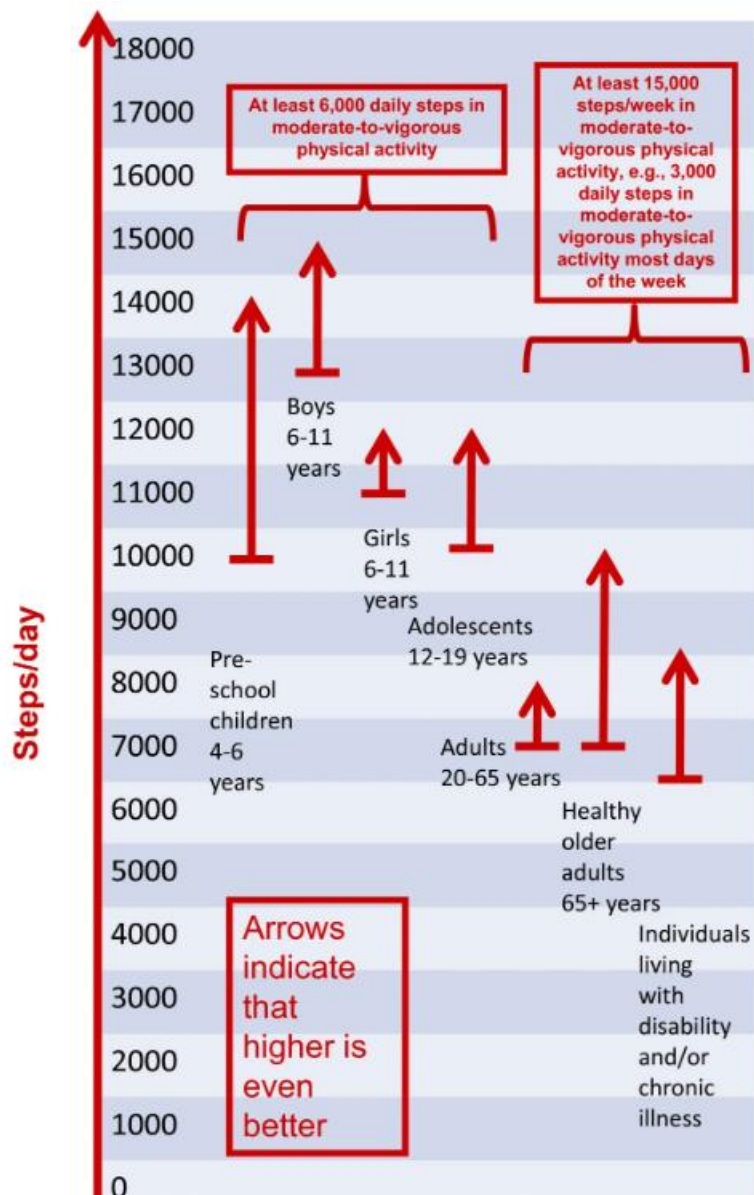 18000
17000
16000
15000
14000
13000
12000
11000
10000
9000
8000
7000
6000
5000
4000
3000
2000
1000
0
Steps/day
At least 6,000 daily steps in
moderate-to-vigorous
physical activity
At least 15,000
steps/week in
moderate-to-
vigorous physical
activity, e.g., 3,000
daily steps in
moderate-to-
vigorous physical
activity most days
of the week
Pre-
school
children
4-6
years
Boys
6-11
years
Girls
6-11
years
Adolescents
12-19 years
Adults
20-65 years
Healthy
older
adults
65+ years
Individuals
living
with
disability
and/or
chronic
illness
Arrows
indicate
that
higher is
even
better